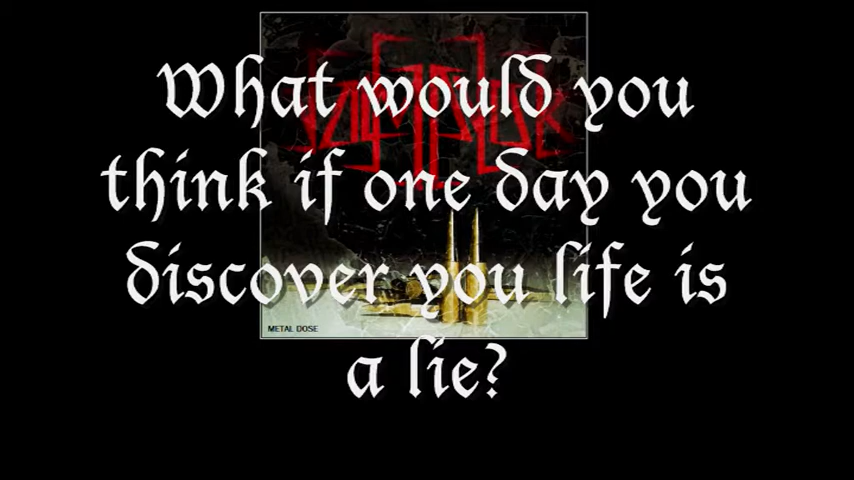 What would you
think if one day you
discover you life is
a lie?
METAL DOSE